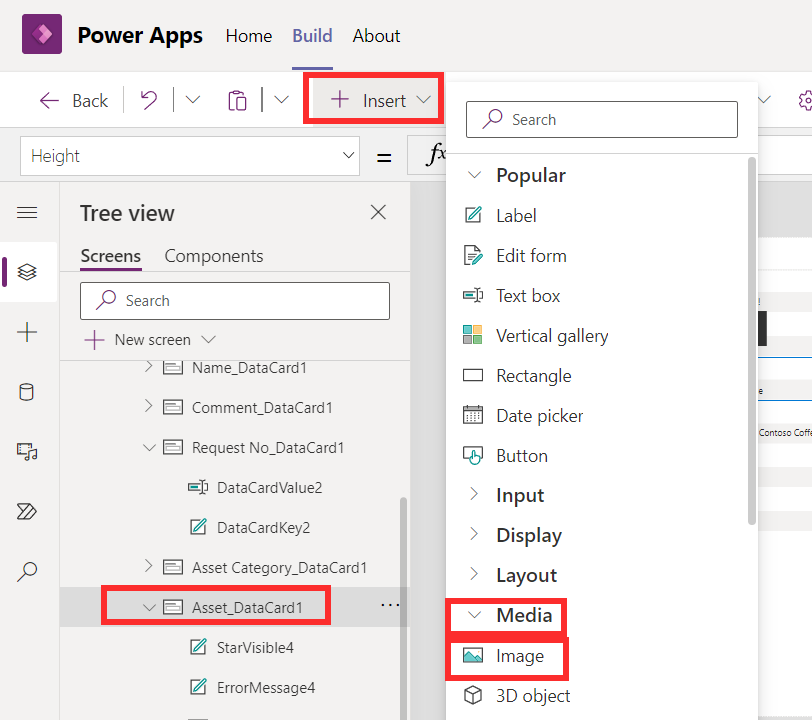 Power Apps Home Build About
Back Insert
Search
Height = fx
Popular
Tree view
Label
Screens Components
Edit form
Search
Text box
New screen
Vertical gallery
Name_DataCard1
Rectangle
Comment_DataCard1
Date picker
Request No_DataCard1
Button
DataCardValue2
Input
DataCardKey2
Display
Asset Category_DataCard1
Layout
Asset_DataCard1 ...
Media
StarVisible4
Image
ErrorMessage4
3D object
!
e
Contoso Coffe